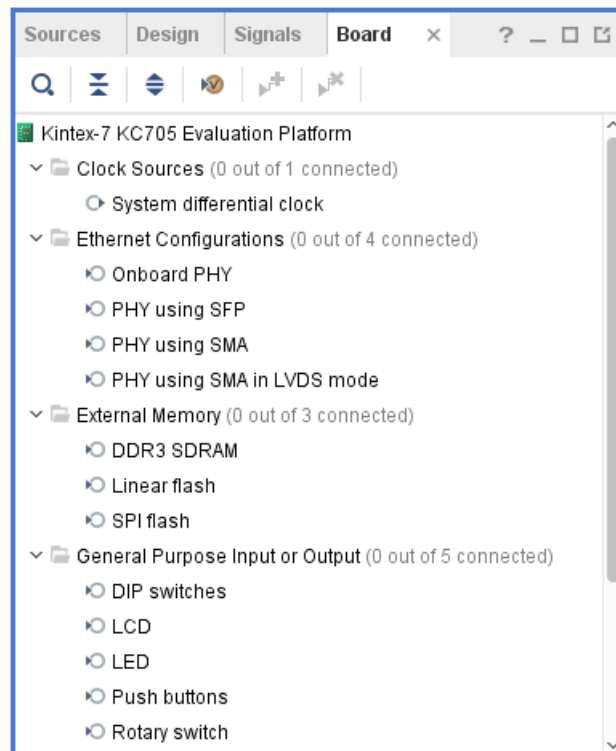 Sources Design Signals Board × ?
Kintex-7 KC705 Evaluation Platform
Clock Sources (0 out of 1 connected)
System differential clock
Ethernet Configurations (0 out of 4 connected)
Onboard PHY
PHY using SFP
PHY using SMA
PHY using SMA in LVDS mode
External Memory (0 out of 3 connected)
DDR3 SDRAM
Linear flash
SPI flash
General Purpose Input or Output (0 out of 5 connected)
DIP switches
LCD
LED
Push buttons
Rotary switch